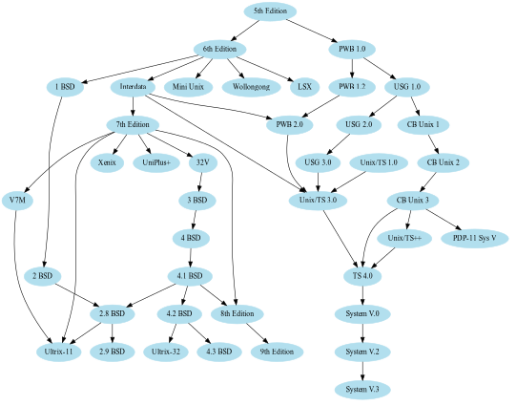 5th Edition
6th Edition
PWB 1.0
1 BSD
Interdata
Mini Unix
Wollongong
LSX
PWB 1.2
USG 1.0
7th Edition
PWB 2.0
USG 2.0
CB Unix 1
Xenix
UniPlus+
32V
USG 3.0
Unix/TS 1.0
CB Unix 2
V7M
3 BSD
Unix/TS 3.0
CB Unix 3
4 BSD
Unix/TS++
PDP-11 Sys V
2 BSD
4.1 BSD
TS 4.0
2.8 BSD
4.2 BSD
8th Edition
System V.0
Ultrix-11
2.9 BSD
Ultrix-32
4.3 BSD
9th Edition
System V.2
System V.3